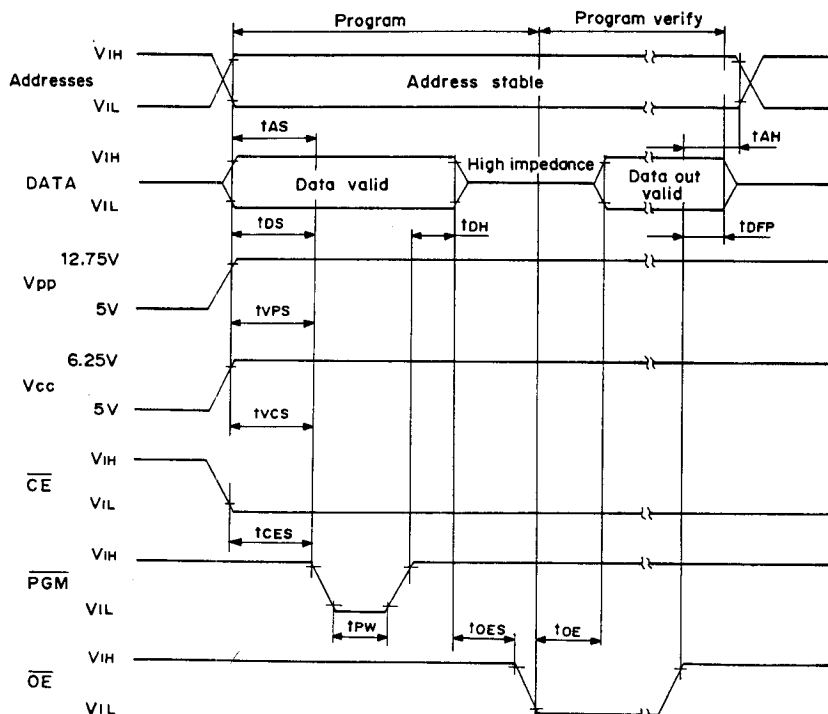 Program
Program verify
VIH
Addresses
Address stable
VIL
tAS
tAH
VIH
High impedance
DATA
Data valid
Data out
valid
VIL
tDS
tDH
tDFP
12.75V
Vpp
5V
tVPS
6.25V
Vcc
5V
tVCS
VIH
CE
VIL
tCES
VIH
PGM
VIL
tPW
tOES
tOE
VIH
OE
VIL